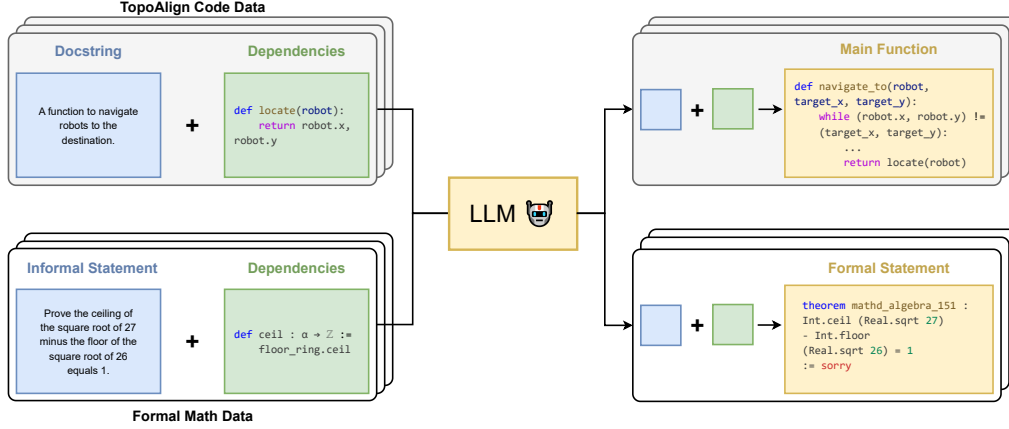 TopoAlign Code Data
Docstring
Dependencies
A function to navigate
robots to the
destination.
+
def locate(robot):
return robot.x,
robot.y
Main Function
+
def navigate_to(robot,
target_x, target_y):
while (robot.x, robot.y) !=
(target_x, target_y):
...
return locate(robot)
LLM
Informal Statement
Dependencies
Prove the ceiling of
the square root of 27
minus the floor of the
square root of 26
equals 1.
+
def ceil : α → ℤ :=
floor_ring.ceil
Formal Math Data
Formal Statement
+
theorem mathd_algebra_151 :
Int.ceil (Real.sqrt 27)
- Int.floor
(Real.sqrt 26) = 1
:= sorry